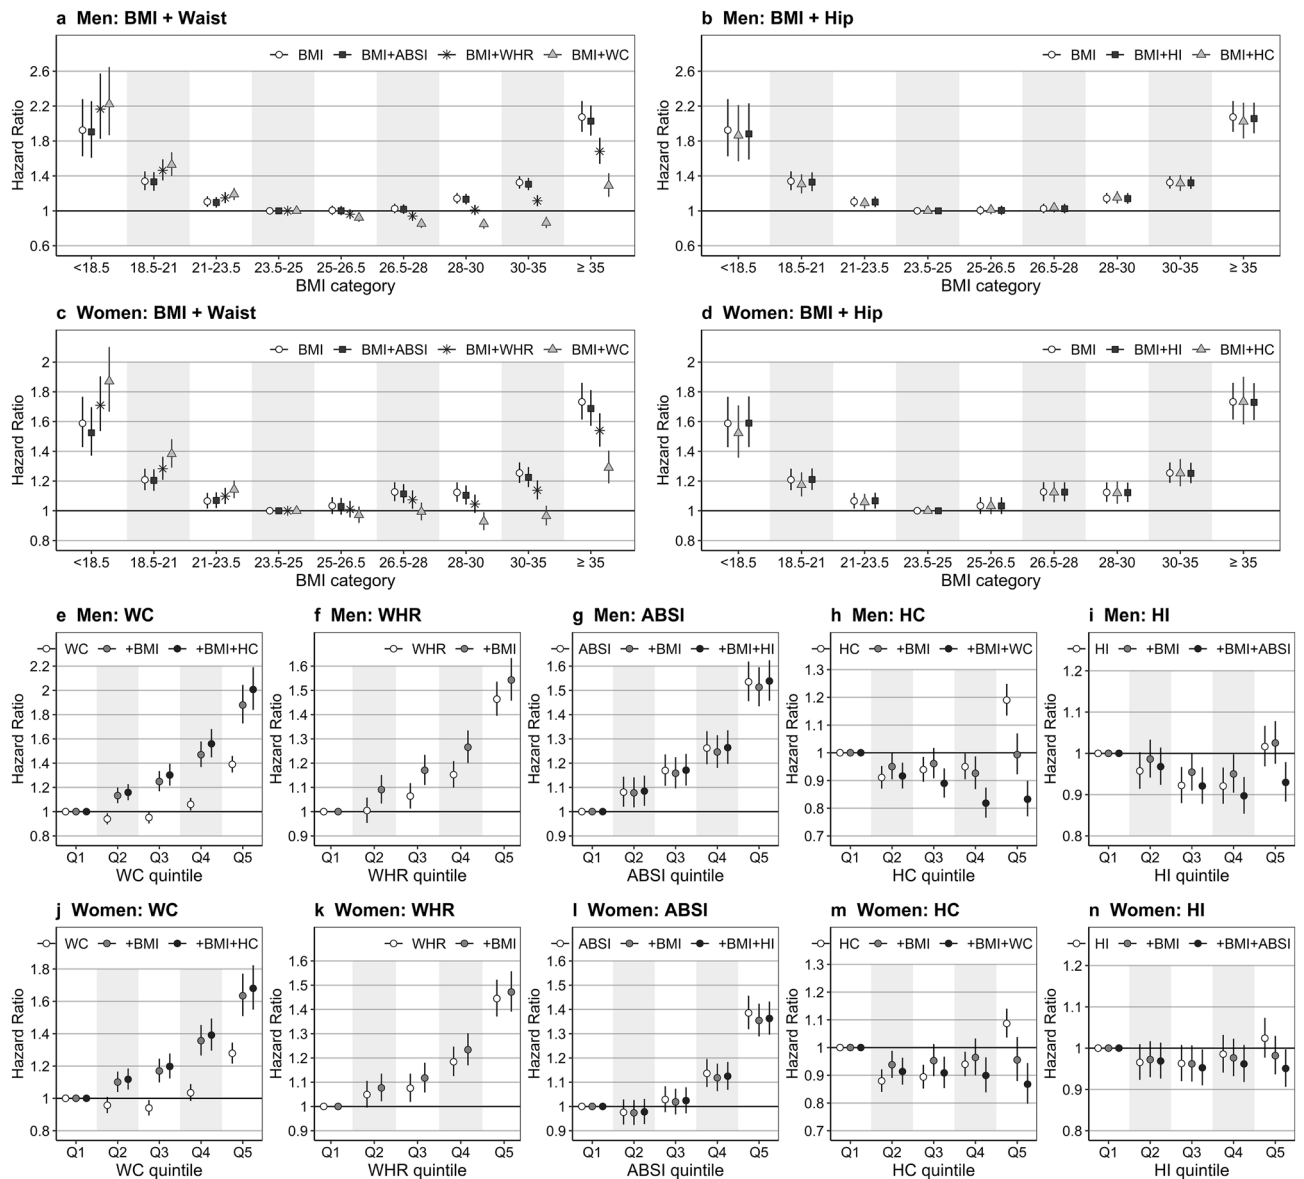 a Men: BMI + Waist
BMI BMI+ABSI BMI+WHR BMI+WC
2.6
2.2
1.8
1.4
1
0.6
Hazard Ratio
<18.5 18.5-21 21-23.5 23.5-25 25-26.5 26.5-28 28-30 30-35 ≥ 35
BMI category
b Men: BMI + Hip
BMI BMI+HI BMI+HC
2.6
2.2
1.8
1.4
1
0.6
Hazard Ratio
<18.5 18.5-21 21-23.5 23.5-25 25-26.5 26.5-28 28-30 30-35 ≥ 35
BMI category
c Women: BMI + Waist
BMI BMI+ABSI BMI+WHR BMI+WC
2
1.8
1.6
1.4
1.2
1
0.8
Hazard Ratio
<18.5 18.5-21 21-23.5 23.5-25 25-26.5 26.5-28 28-30 30-35 ≥ 35
BMI category
d Women: BMI + Hip
BMI BMI+HI BMI+HC
2
1.8
1.6
1.4
1.2
1
0.8
Hazard Ratio
<18.5 18.5-21 21-23.5 23.5-25 25-26.5 26.5-28 28-30 30-35 ≥ 35
BMI category
e Men: WC
WC +BMI +BMI+HC
2.2
2
1.8
1.6
1.4
1.2
1
0.8
Hazard Ratio
Q1 Q2 Q3 Q4 Q5
WC quintile
f Men: WHR
WHR +BMI
1.6
1.5
1.4
1.3
1.2
1.1
1
0.9
Hazard Ratio
Q1 Q2 Q3 Q4 Q5
WHR quintile
g Men: ABSI
ABSI +BMI +BMI+HI
1.6
1.5
1.4
1.3
1.2
1.1
1
0.9
Hazard Ratio
Q1 Q2 Q3 Q4 Q5
ABSI quintile
h Men: HC
HC +BMI +BMI+WC
1.3
1.2
1.1
1
0.9
0.8
0.7
Hazard Ratio
Q1 Q2 Q3 Q4 Q5
HC quintile
i Men: HI
HI +BMI +BMI+ABSI
1.2
1.1
1
0.9
0.8
Hazard Ratio
Q1 Q2 Q3 Q4 Q5
HI quintile
j Women: WC
WC +BMI +BMI+HC
1.8
1.6
1.4
1.2
1
0.8
Hazard Ratio
Q1 Q2 Q3 Q4 Q5
WC quintile
k Women: WHR
WHR +BMI
1.6
1.5
1.4
1.3
1.2
1.1
1
0.9
Hazard Ratio
Q1 Q2 Q3 Q4 Q5
WHR quintile
l Women: ABSI
ABSI +BMI +BMI+HI
1.6
1.5
1.4
1.3
1.2
1.1
1
0.9
Hazard Ratio
Q1 Q2 Q3 Q4 Q5
ABSI quintile
m Women: HC
HC +BMI +BMI+WC
1.3
1.2
1.1
1
0.9
0.8
0.7
Hazard Ratio
Q1 Q2 Q3 Q4 Q5
HC quintile
n Women: HI
HI +BMI +BMI+ABSI
1.2
1.1
1
0.9
0.8
Hazard Ratio
Q1 Q2 Q3 Q4 Q5
HI quintile